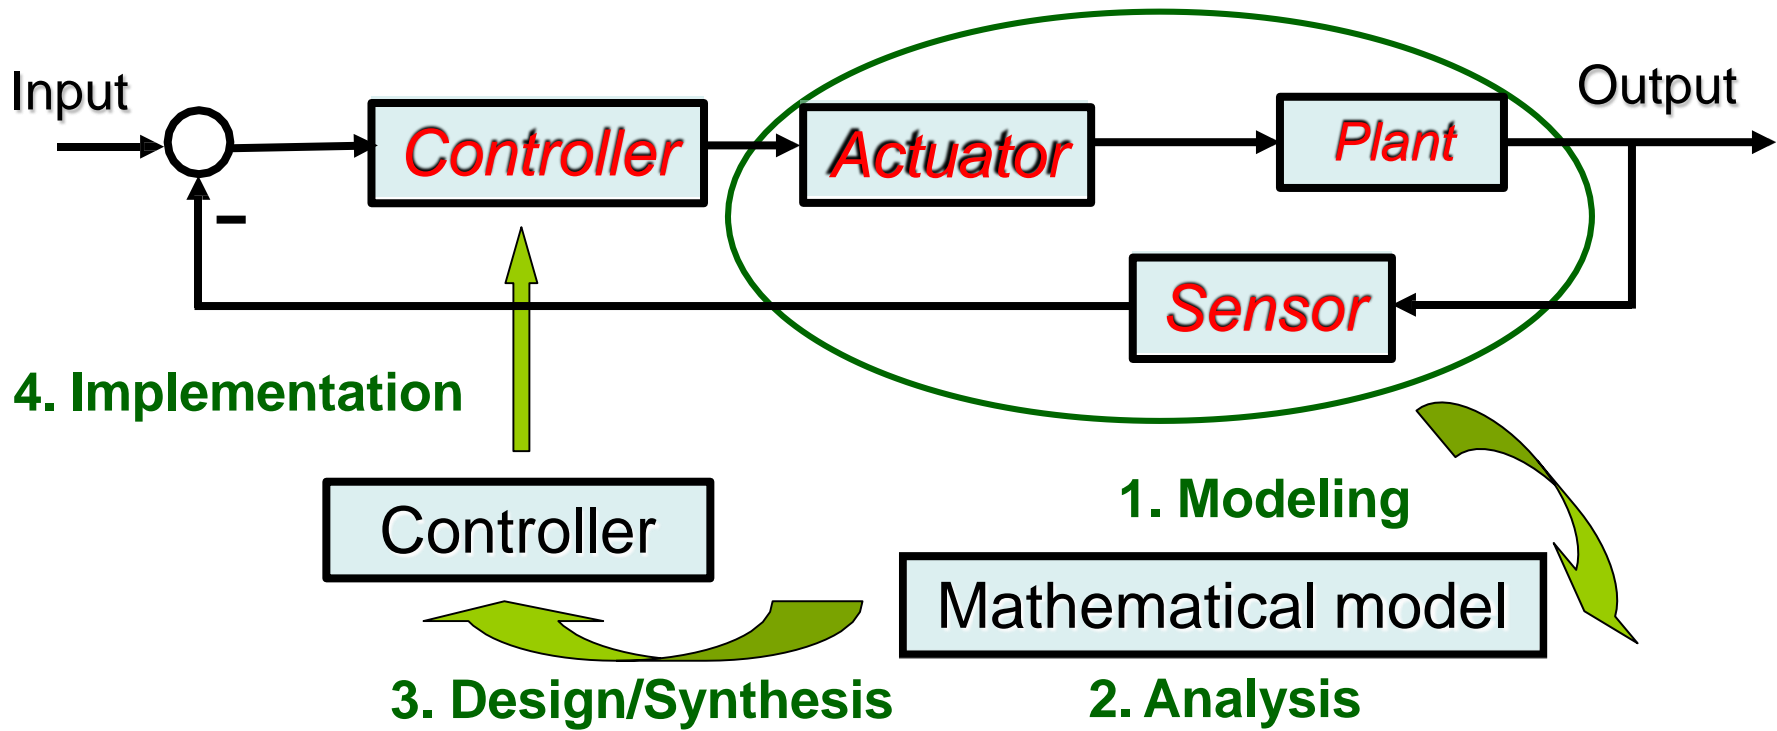 Input
Output
Controller
Actuator
Plant
–
Sensor
4. Implementation
1. Modeling
Controller
Mathematical model
3. Design/Synthesis
2. Analysis